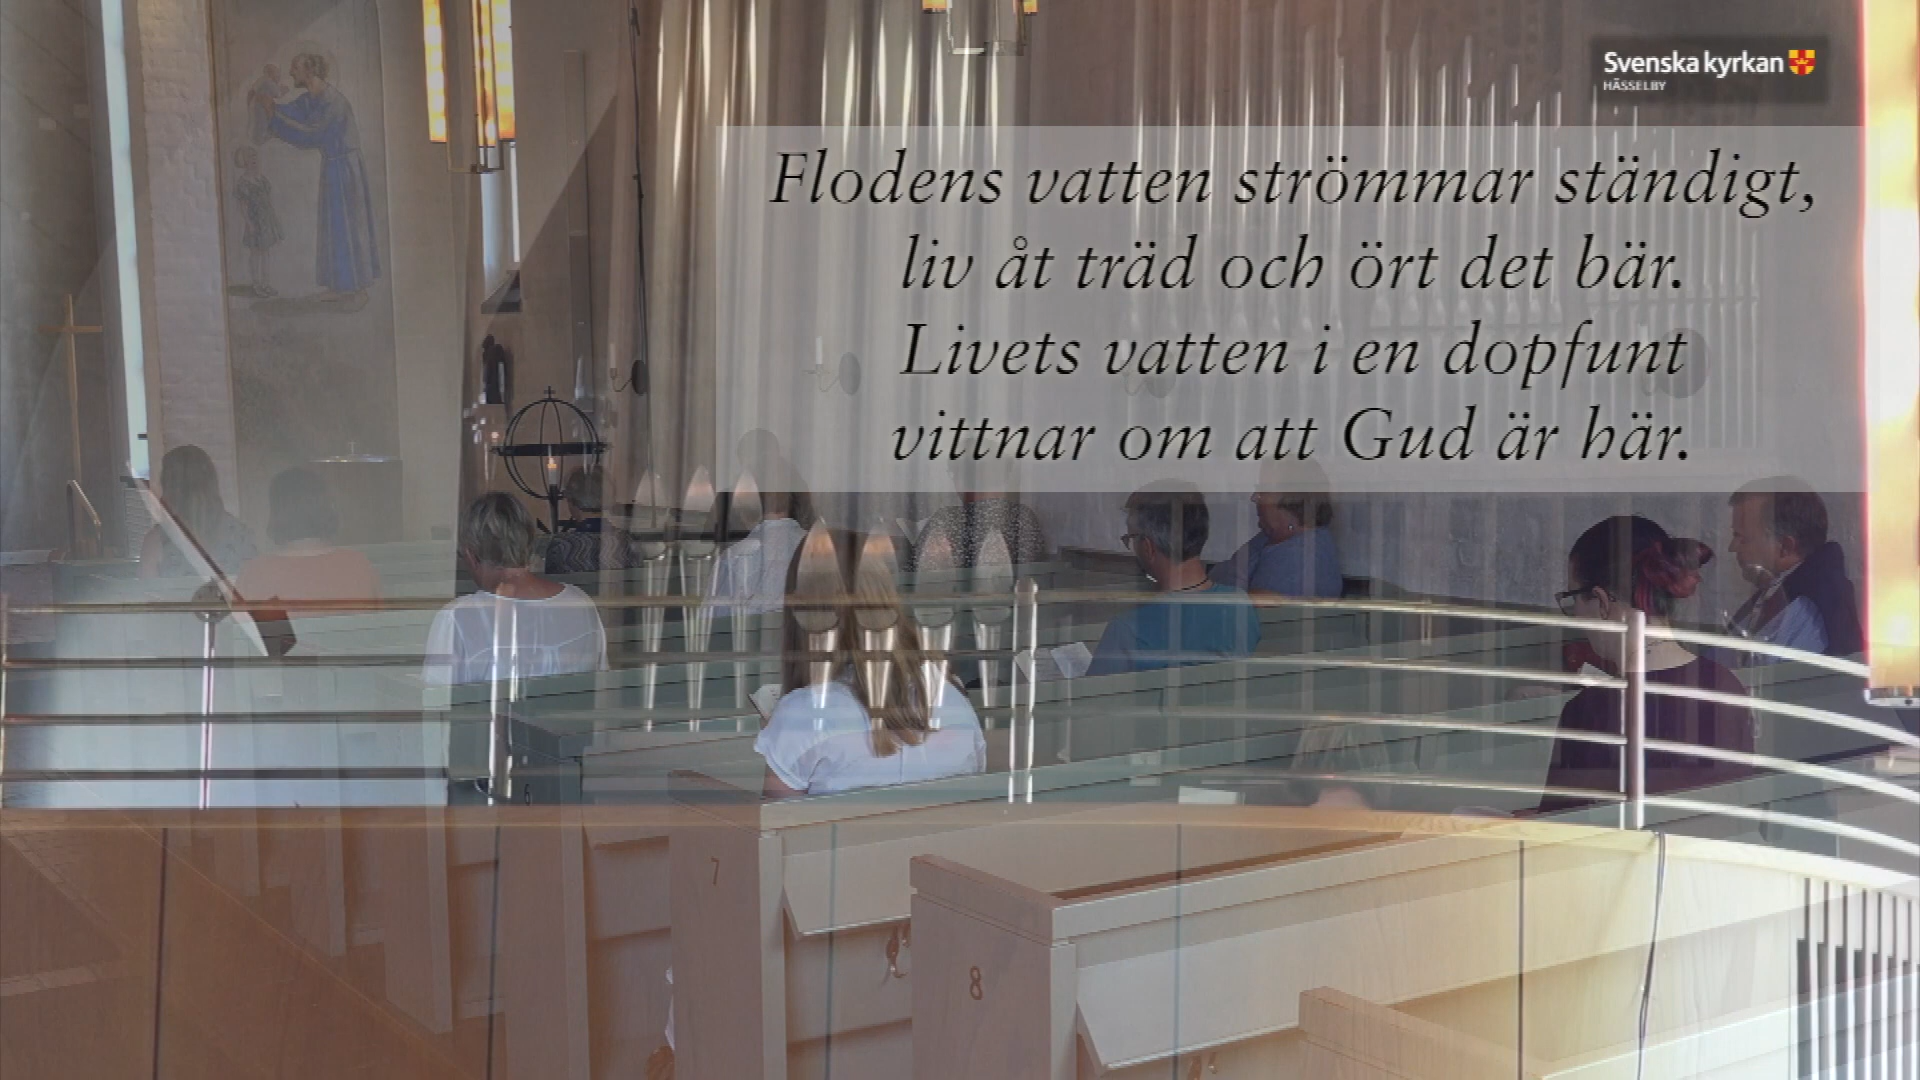 Svenska kyrkan
HÄSSELBY
Flodens vatten strömmar ständigt,
liv åt träd och ört det bär.
Livets vatten i en dopfunt
vittnar om att Gud är här.
6
7
8